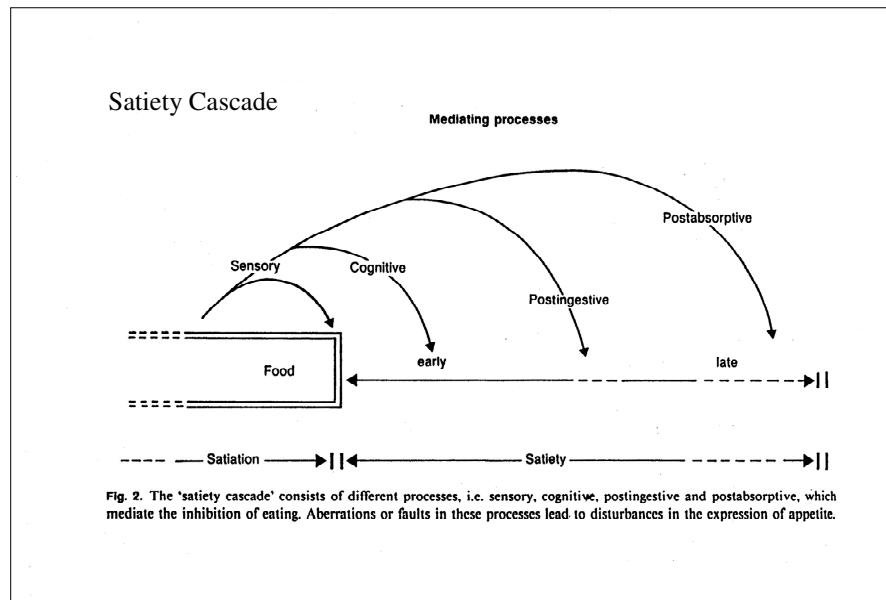 Satiety Cascade
Mediating processes
Postabsorptive
Sensory
Cognitive
Postingestive
Food
early
late
Satiation
Satiety
Fig. 2. The 'satiety cascade' consists of different processes, i.e. sensory, cognitive, postingestive and postabsorptive, which
mediate the inhibition of eating. Aberrations or faults in these processes lead to disturbances in the expression of appetite.